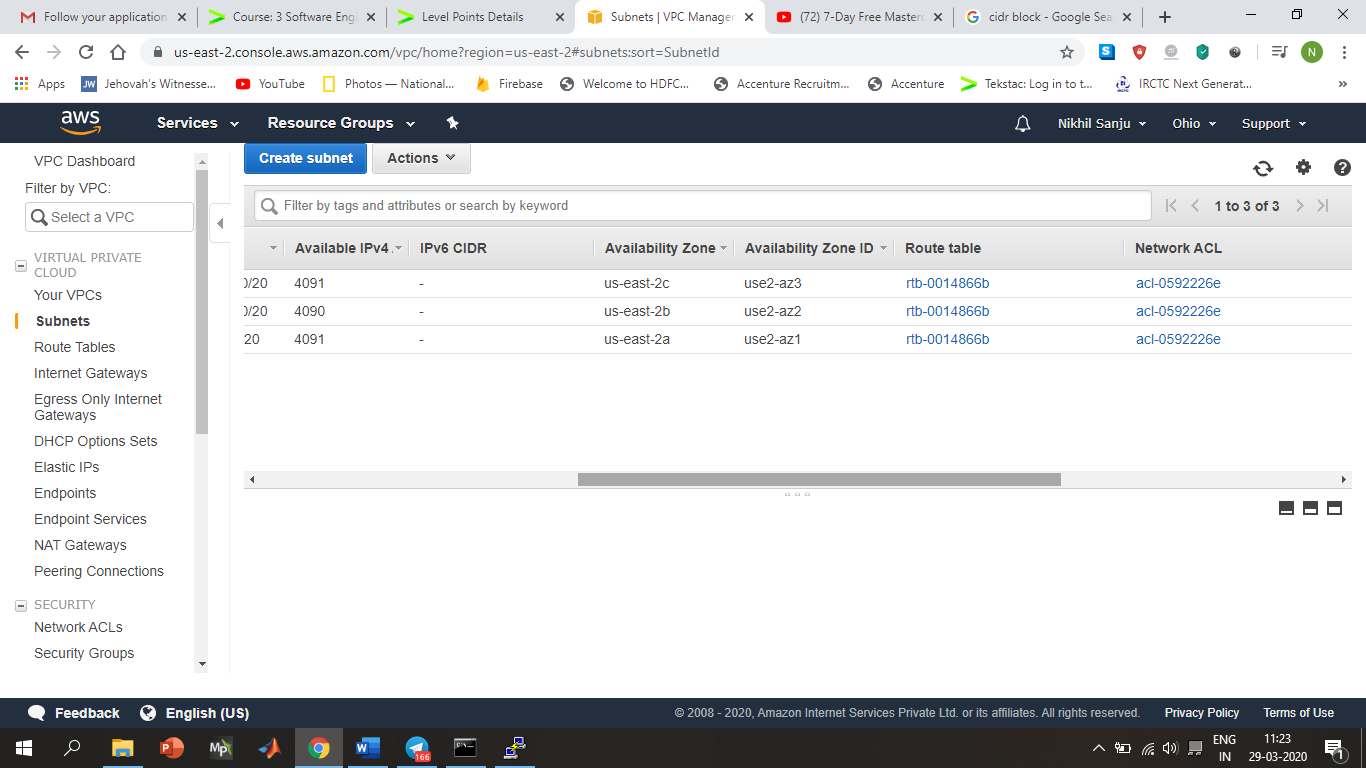 Follow your application
Course: 3 Software Engi
Level Points Details
Subnets | VPC Manager
(72) 7-Day Free Masterc
cidr block - Google Sea
us-east-2.console.aws.amazon.com/vpc/home?region=us-east-2#subnets:sort=SubnetId
N
Apps
JW Jehovah's Witnesse...
YouTube
Photos — National...
Firebase
Welcome to HDFC...
Accenture Recruitm...
Accenture
Tekstac: Log in to t...
IRCTC Next Generat...
»
aws
Services
Resource Groups
Nikhil Sanju
Ohio
Support
VPC Dashboard
Filter by VPC:
Select a VPC
VIRTUAL PRIVATE
CLOUD
Your VPCs
Subnets
Route Tables
Internet Gateways
Egress Only Internet
Gateways
DHCP Options Sets
Elastic IPs
Endpoints
Endpoint Services
NAT Gateways
Peering Connections
SECURITY
Network ACLs
Security Groups
Create subnet
Actions
Filter by tags and attributes or search by keyword
1 to 3 of 3
Available IPv4 IPv6 CIDR Availability Zone Availability Zone ID Route table Network ACL
0/20 4091 - us-east-2c use2-az3 rtb-0014866b acl-0592226e
0/20 4090 - us-east-2b use2-az2 rtb-0014866b acl-0592226e
20 4091 - us-east-2a use2-az1 rtb-0014866b acl-0592226e
Feedback
English (US)
© 2008 - 2020, Amazon Internet Services Private Ltd. or its affiliates. All rights reserved.
Privacy Policy
Terms of Use
Mp
166
ENG
IN
11:23
29-03-2020
1